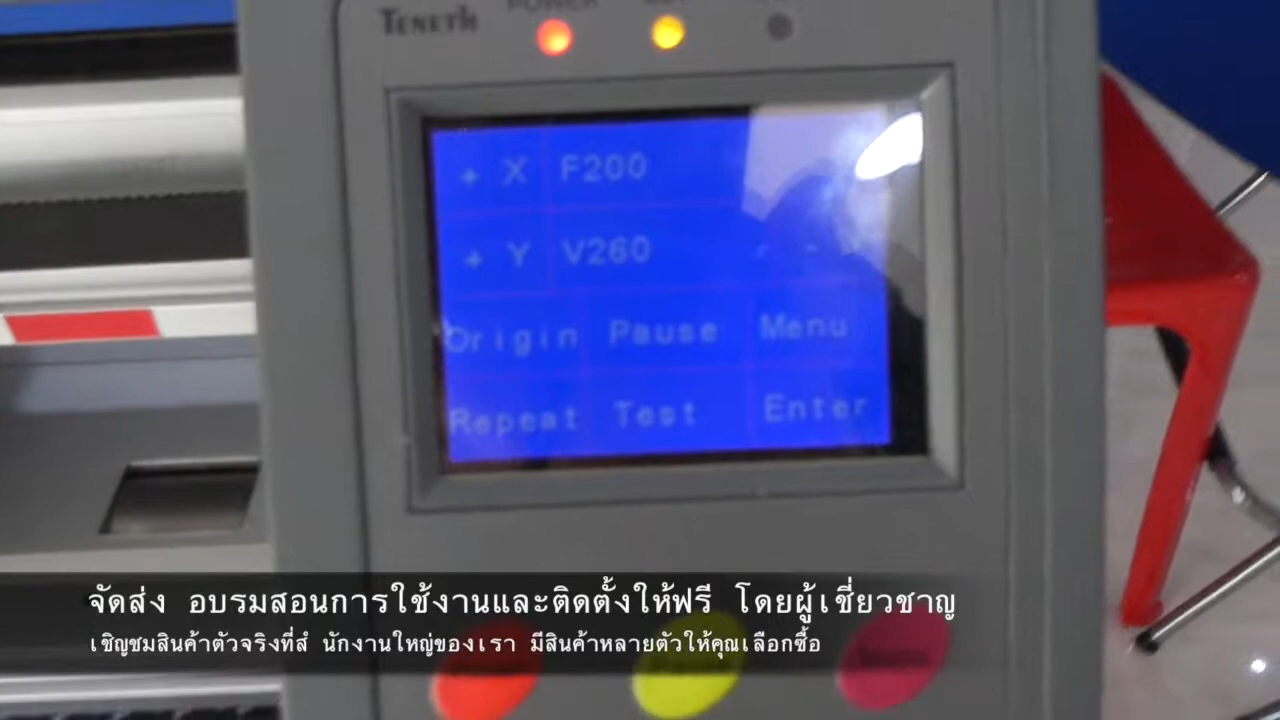 TENETH
POWER
+ X F200
+ Y V260
Origin Pause Menu
Repeat Test Enter
จัดส่ง อบรมสอนการใช้งานและติดตั้งให้ฟรี โดยผู้เชี่ยวชาญ
เชิญชมสินค้าตัวจริงที่สํ นักงานใหญ่ของเรา มีสินค้าหลายตัวให้คุณเลือกซื้อ